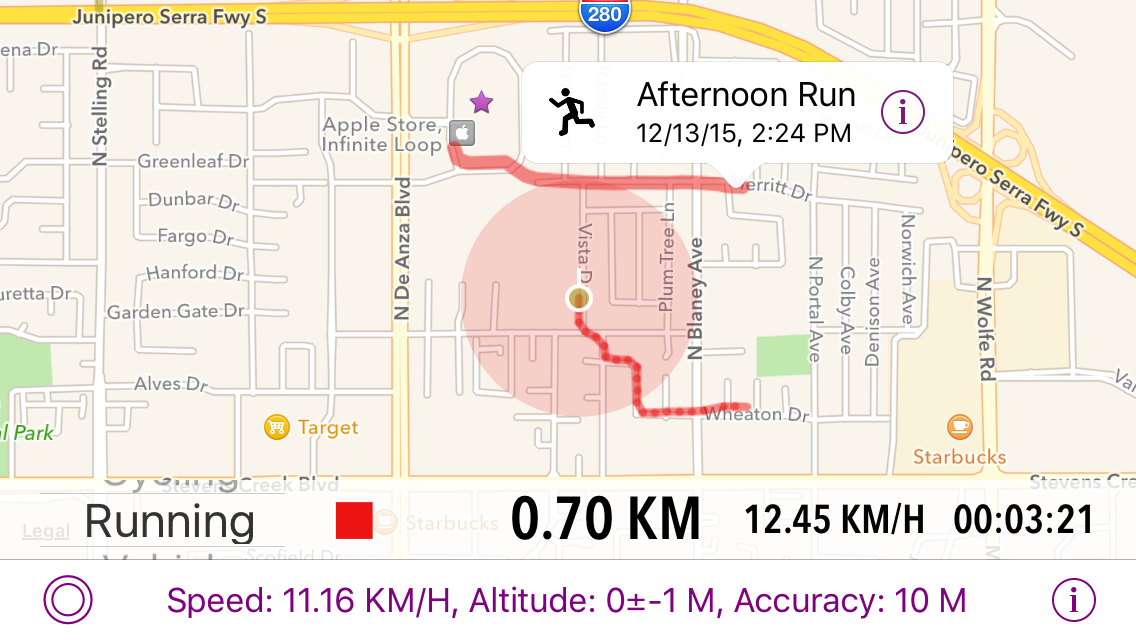 Junipero Serra Fwy S
280
ena Dr
N Stelling Rd
Afternoon Run
12/13/15, 2:24 PM
i
Apple Store,
Infinite Loop
Greenleaf Dr
Dunbar Dr
Fargo Dr
Hanford Dr
uretta Dr
Garden Gate Dr
N De Anza Blvd
Vista D
Plum Tree Ln
N Blaney Ave
erritt Dr
pero Serra Fwy S
N Portal Ave
Colby Ave
Denison Ave
Norwich Ave
N Wolfe Rd
Alves Dr
Val
l Park
Target
Wheaton Dr
Starbucks
Cycling
Stevens Creek Blvd
Stevens Cre
Legal
Running
Starbucks
0.70 KM
12.45 KM/H
00:03:21
Scofield Dr
N
Speed: 11.16 KM/H, Altitude: 0±-1 M, Accuracy: 10 M
i